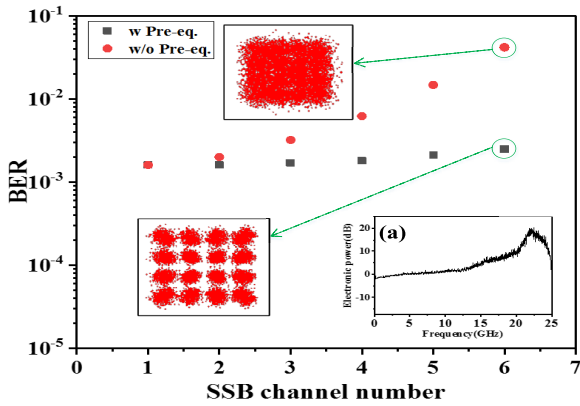 w Pre-eq.
w/o Pre-eq.
BER
10⁻¹
10⁻²
10⁻³
10⁻⁴
10⁻⁵
0 1 2 3 4 5 6 7
SSB channel number
(a)
Electronic power(dB)
20
10
0
0 5 10 15 20 25
Frequency(GHz)